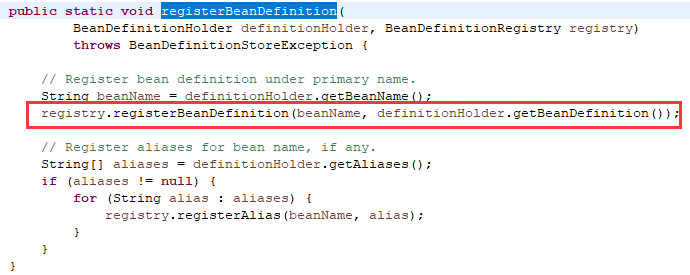 public static void registerBeanDefinition(
BeanDefinitionHolder definitionHolder, BeanDefinitionRegistry registry)
throws BeanDefinitionStoreException {
// Register bean definition under primary name.
String beanName = definitionHolder.getBeanName();
registry.registerBeanDefinition(beanName, definitionHolder.getBeanDefinition());
// Register aliases for bean name, if any.
String[] aliases = definitionHolder.getAliases();
if (aliases != null) {
for (String alias : aliases) {
registry.registerAlias(beanName, alias);
}
}
}